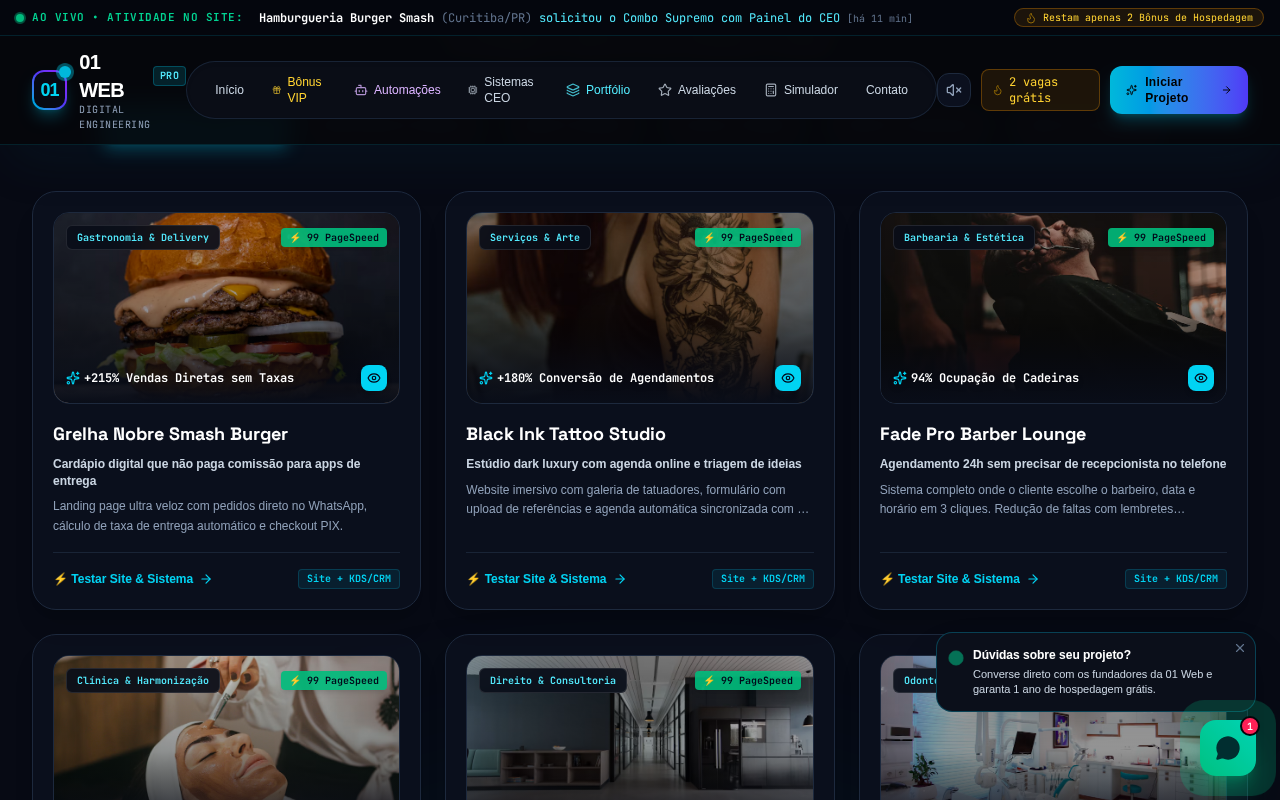 AO VIVO • ATIVIDADE NO SITE: Hamburgueria Burger Smash (Curitiba/PR) solicitou o Combo Supremo com Painel do CEO [há 11 min] Restam apenas 2 Bônus de Hospedagem
01
01 WEB
PRO
DIGITAL ENGINEERING
Início
Bônus VIP
Automações
Sistemas CEO
Portfólio
Avaliações
Simulador
Contato
2 vagas grátis
Iniciar Projeto
Gastronomia & Delivery
⚡ 99 PageSpeed
+215% Vendas Diretas sem Taxas
Grelha Nobre Smash Burger
Cardápio digital que não paga comissão para apps de
entrega
Landing page ultra veloz com pedidos direto no WhatsApp,
cálculo de taxa de entrega automático e checkout PIX.
⚡ Testar Site & Sistema
Site + KDS/CRM
Serviços & Arte
⚡ 99 PageSpeed
+180% Conversão de Agendamentos
Black Ink Tattoo Studio
Estúdio dark luxury com agenda online e triagem de ideias
Website imersivo com galeria de tatuadores, formulário com
upload de referências e agenda automática sincronizada com …
⚡ Testar Site & Sistema
Site + KDS/CRM
Barbearia & Estética
⚡ 99 PageSpeed
94% Ocupação de Cadeiras
Fade Pro Barber Lounge
Agendamento 24h sem precisar de recepcionista no telefone
Sistema completo onde o cliente escolhe o barbeiro, data e
horário em 3 cliques. Redução de faltas com lembretes…
⚡ Testar Site & Sistema
Site + KDS/CRM
Clínica & Harmonização
⚡ 99 PageSpeed
Direito & Consultoria
⚡ 99 PageSpeed
Dúvidas sobre seu projeto?
Converse direto com os fundadores da 01 Web e
garanta 1 ano de hospedagem grátis.
1